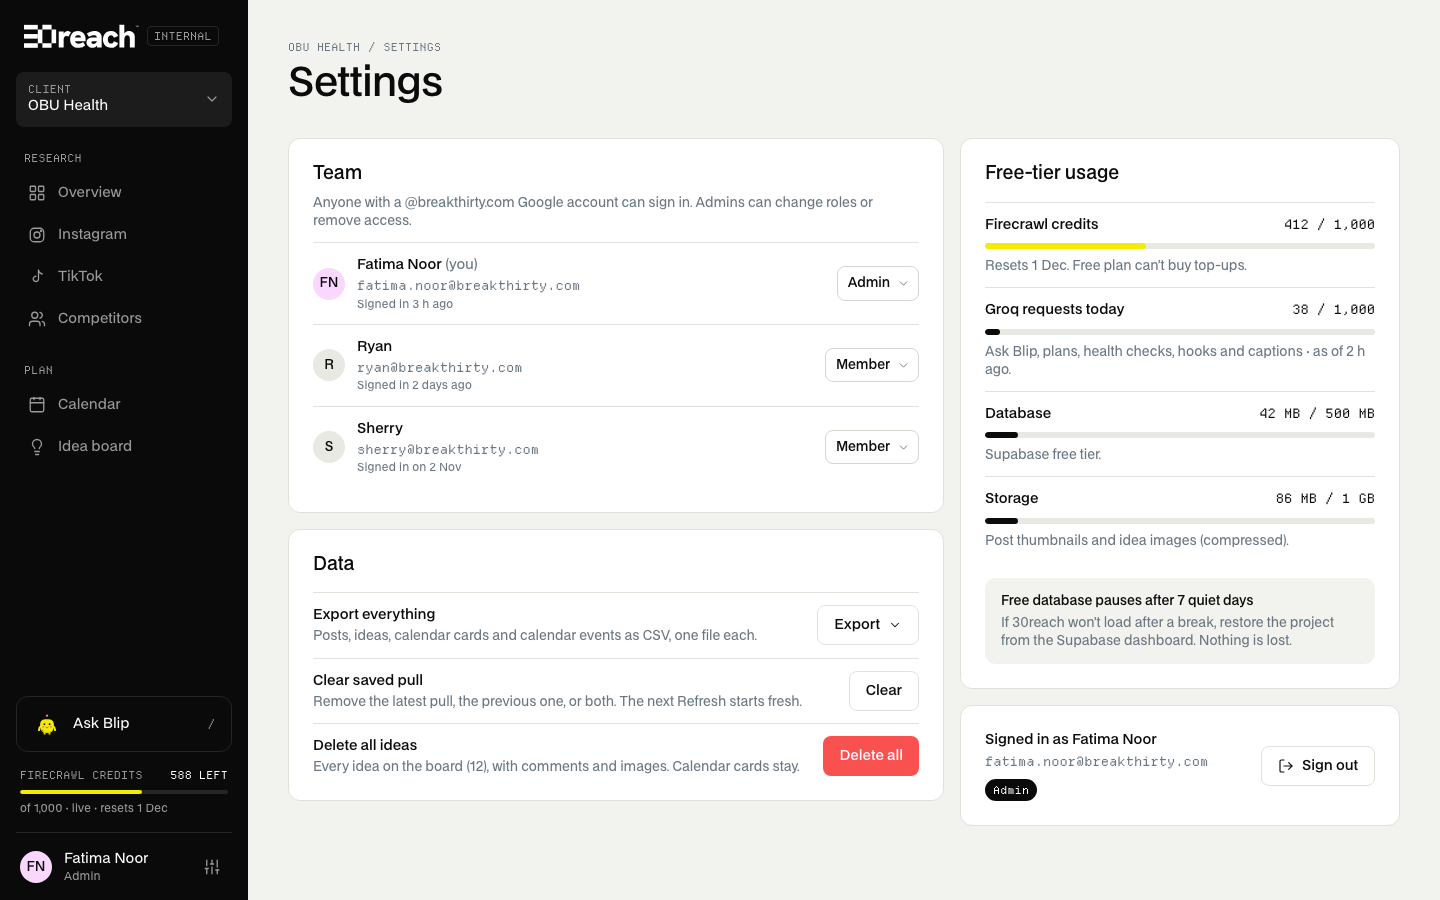 30reach INTERNAL
CLIENT
OBU Health
RESEARCH
Overview
Instagram
TikTok
Competitors
PLAN
Calendar
Idea board
Ask Blip /
FIRECRAWL CREDITS 588 LEFT
of 1,000 · live · resets 1 Dec
FN Fatima Noor
Admin
OBU HEALTH / SETTINGS
Settings
Team
Anyone with a @breakthirty.com Google account can sign in. Admins can change roles or
remove access.
FN Fatima Noor (you)
fatima.noor@breakthirty.com
Signed in 3 h ago
Admin
R Ryan
ryan@breakthirty.com
Signed in 2 days ago
Member
S Sherry
sherry@breakthirty.com
Signed in on 2 Nov
Member
Data
Export everything
Posts, ideas, calendar cards and calendar events as CSV, one file each.
Export
Clear saved pull
Remove the latest pull, the previous one, or both. The next Refresh starts fresh.
Clear
Delete all ideas
Every idea on the board (12), with comments and images. Calendar cards stay.
Delete all
Free-tier usage
Firecrawl credits 412 / 1,000
Resets 1 Dec. Free plan can't buy top-ups.
Groq requests today 38 / 1,000
Ask Blip, plans, health checks, hooks and captions · as of 2 h
ago.
Database 42 MB / 500 MB
Supabase free tier.
Storage 86 MB / 1 GB
Post thumbnails and idea images (compressed).
Free database pauses after 7 quiet days
If 30reach won't load after a break, restore the project
from the Supabase dashboard. Nothing is lost.
Signed in as Fatima Noor
fatima.noor@breakthirty.com
Admin
Sign out